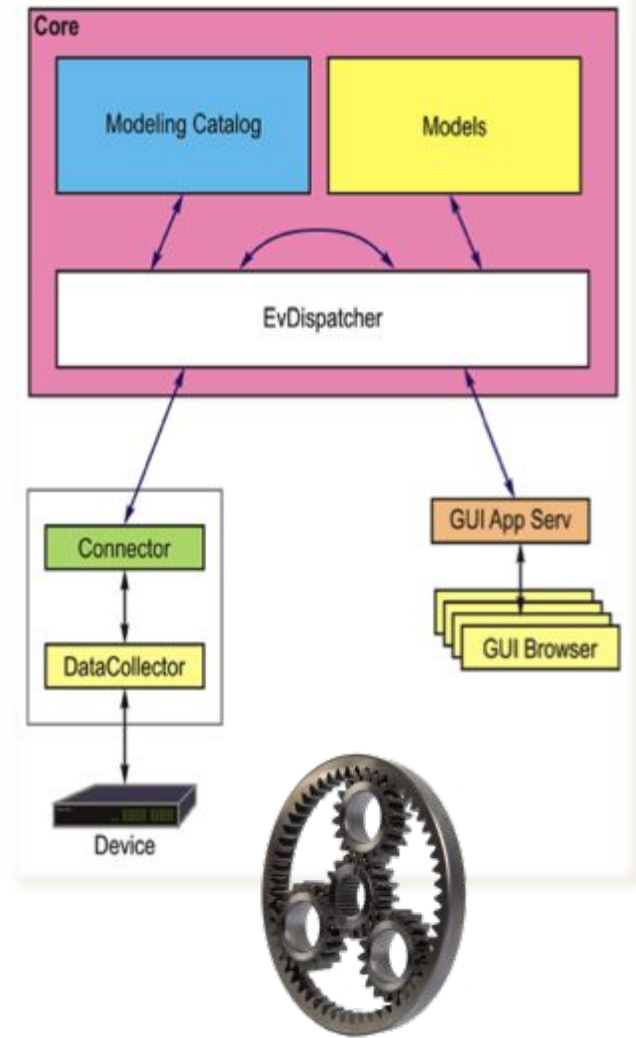 Core
Modeling Catalog
Models
EvDispatcher
Connector
GUI App Serv
DataCollector
GUI Browser
Device